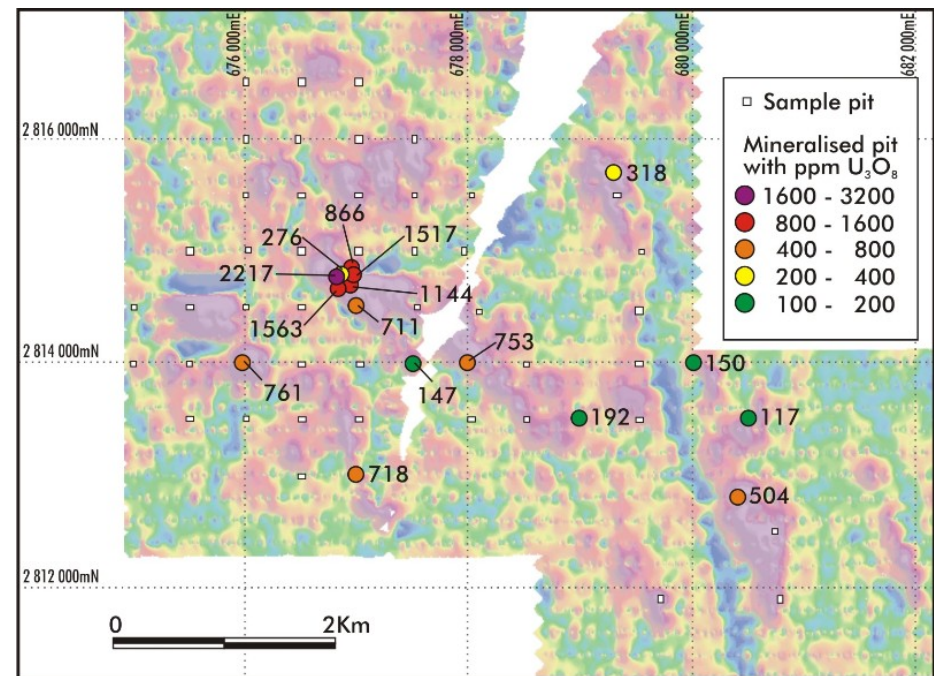 676 000mE
678 000mE
680 000mE
682 000mE
2 816 000mN
2 814 000mN
2 812 000mN
Sample pit
Mineralised pit
with ppm U₃O₈
1600 - 3200
800 - 1600
400 - 800
200 - 400
100 - 200
318
866
276
1517
2217
1144
1563
711
753
150
761
147
192
117
718
504
0
2Km